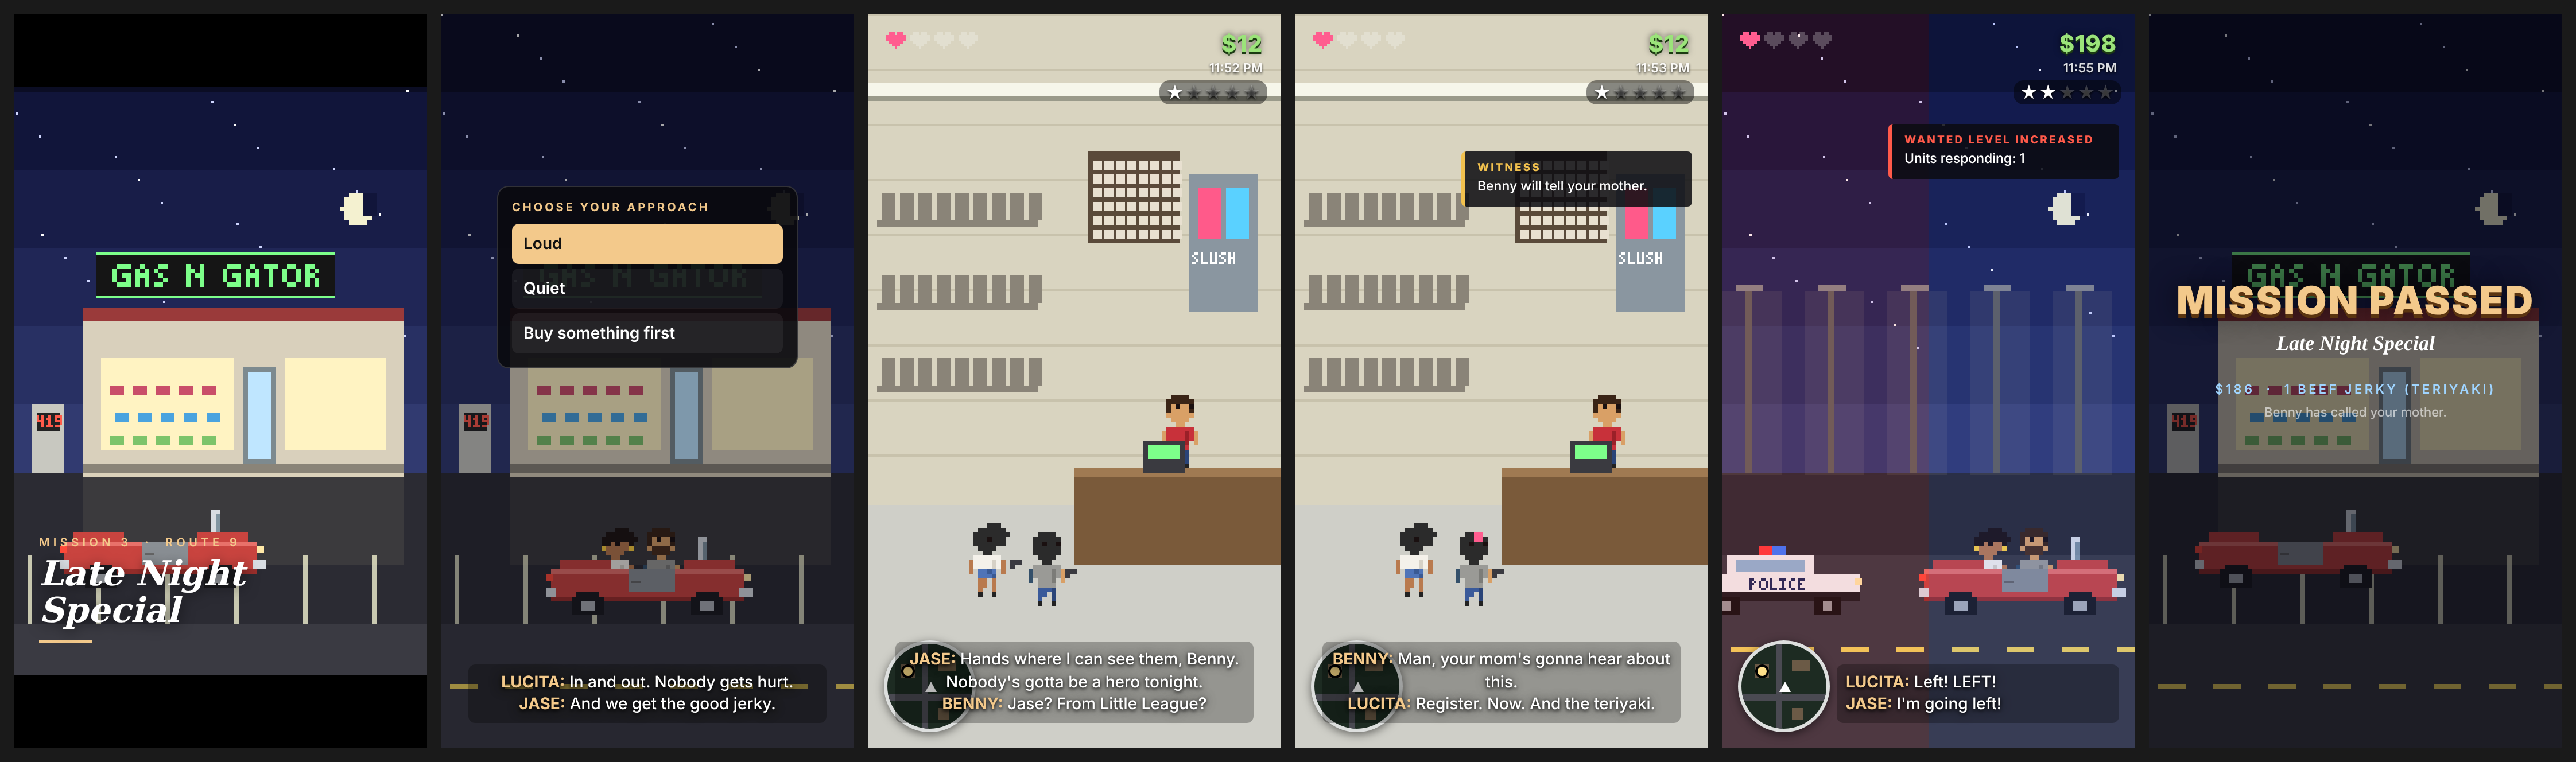 GAS N GATOR
419
MISSION 3 · ROUTE 9
Late Night
Special
CHOOSE YOUR APPROACH
Loud
GAS N GATOR
Quiet
Buy something first
419
LUCITA: In and out. Nobody gets hurt.
JASE: And we get the good jerky.
$12
11:52 PM
SLUSH
JASE: Hands where I can see them, Benny.
Nobody's gotta be a hero tonight.
BENNY: Jase? From Little League?
$12
11:53 PM
WITNESS
Benny will tell your mother.
SLUSH
BENNY: Man, your mom's gonna hear about
this.
LUCITA: Register. Now. And the teriyaki.
$198
11:55 PM
WANTED LEVEL INCREASED
Units responding: 1
POLICE
LUCITA: Left! LEFT!
JASE: I'm going left!
GAS N GATOR
MISSION PASSED
Late Night Special
$186 · 1 BEEF JERKY (TERIYAKI)
Benny has called your mother.
419